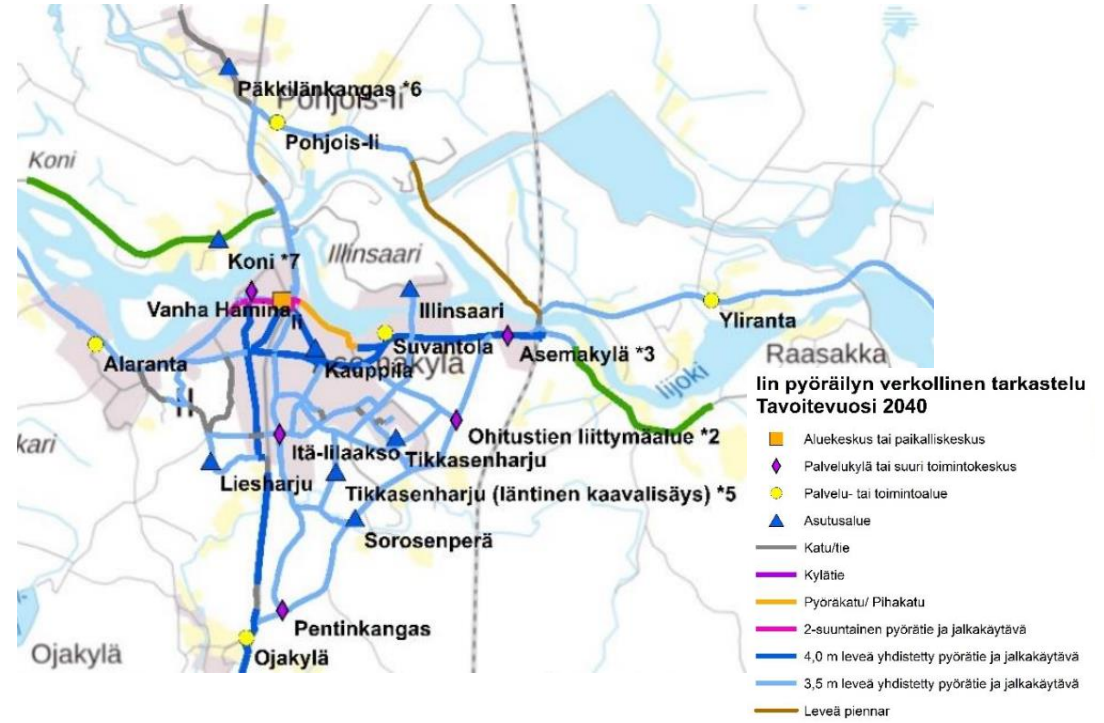 Päkkilänkangas *6
Pohjois-Ii
Pohjois-Ii
Koni
Koni *7
Illinsaari
Vanha Hamina
Ii
Illinsaari
Yliranta
Suvantola
Asemakylä *3
Alaranta
Kauppila
Raasakka
Iijoki
Ii
Ohitustien liittymäalue *2
Itä-Iilaakso
Tikkasenharju
Liesharju
Tikkasenharju (läntinen kaavalisäys) *5
Sorosenperä
Pentinkangas
Ojakylä
Ojakylä
Iin pyöräilyn verkollinen tarkastelu
Tavoitevuosi 2040
Aluekeskus tai paikalliskeskus
Palvelukylä tai suuri toimintokeskus
Palvelu- tai toimintoalue
Asutusalue
Katu/tie
Kylätie
Pyöräkatu/ Pihakatu
2-suuntainen pyörätie ja jalkakäytävä
4,0 m leveä yhdistetty pyörätie ja jalkakäytävä
3,5 m leveä yhdistetty pyörätie ja jalkakäytävä
Leveä piennar